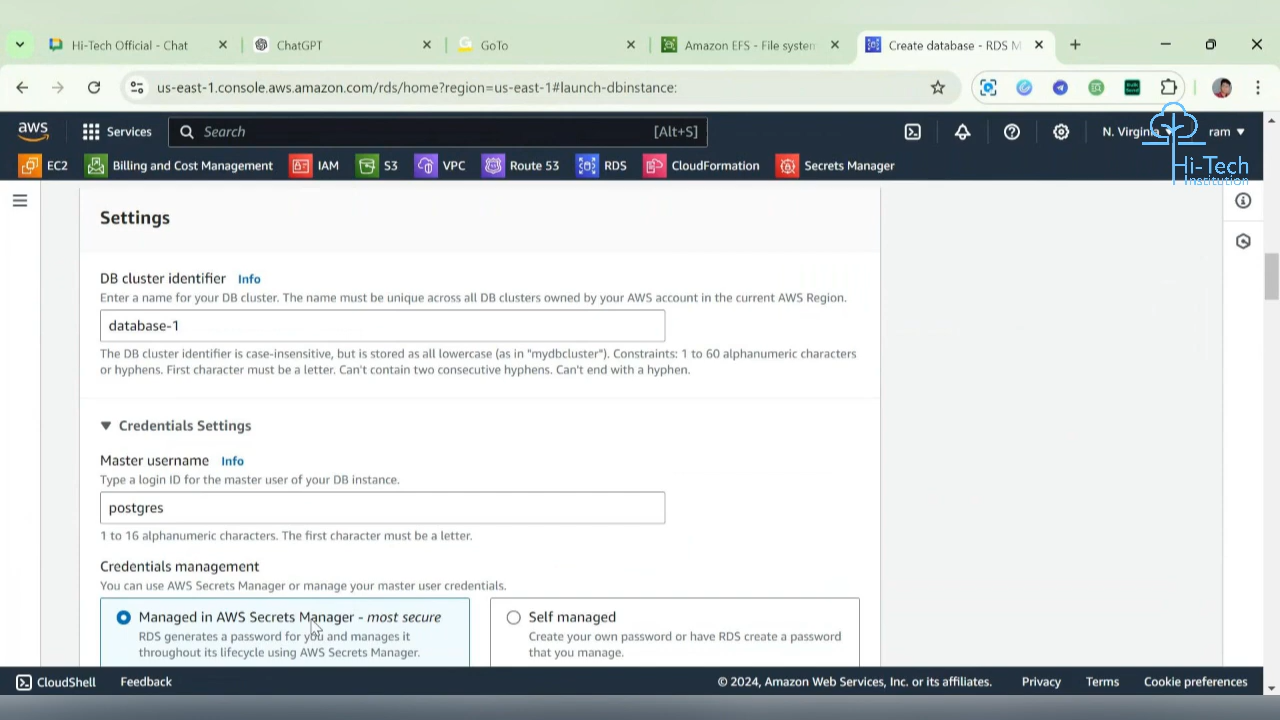 Hi-Tech Official - Chat
ChatGPT
GoTo
Amazon EFS - File system
Create database - RDS M
us-east-1.console.aws.amazon.com/rds/home?region=us-east-1#launch-dbinstance:
aws
Services
Search
[Alt+S]
N. Virginia
ram
EC2
Billing and Cost Management
IAM
S3
VPC
Route 53
RDS
CloudFormation
Secrets Manager
Hi-Tech
Institution
Settings
DB cluster identifier Info
Enter a name for your DB cluster. The name must be unique across all DB clusters owned by your AWS account in the current AWS Region.
database-1
The DB cluster identifier is case-insensitive, but is stored as all lowercase (as in "mydbcluster"). Constraints: 1 to 60 alphanumeric characters
or hyphens. First character must be a letter. Can't contain two consecutive hyphens. Can't end with a hyphen.
Credentials Settings
Master username Info
Type a login ID for the master user of your DB instance.
postgres
1 to 16 alphanumeric characters. The first character must be a letter.
Credentials management
You can use AWS Secrets Manager or manage your master user credentials.
Managed in AWS Secrets Manager - most secure
RDS generates a password for you and manages it
throughout its lifecycle using AWS Secrets Manager.
Self managed
Create your own password or have RDS create a password
that you manage.
CloudShell
Feedback
© 2024, Amazon Web Services, Inc. or its affiliates.
Privacy
Terms
Cookie preferences